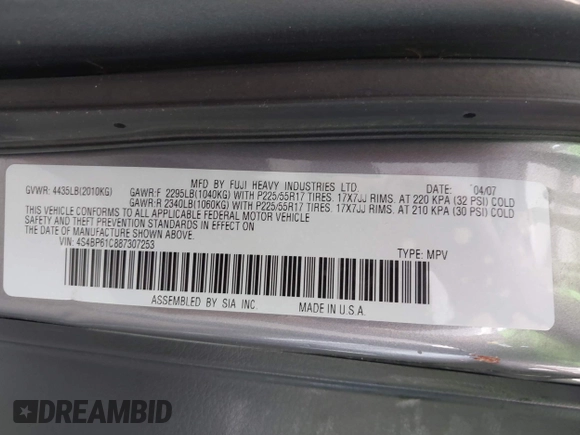 MFD BY FUJI HEAVY INDUSTRIES LTD. DATE: 04/07
GVWR: 4435LB(2010KG) GAWR:F 2295LB(1040KG) WITH P225/55R17 TIRES. 17X7JJ RIMS. AT 220 KPA (32 PSI) COLD
GAWR:R 2340LB(1060KG) WITH P225/55R17 TIRES. 17X7JJ RIMS. AT 210 KPA (30 PSI) COLD
THIS VEHICLE CONFORMS TO ALL APPLICABLE FEDERAL MOTOR VEHICLE
SAFETY AND THEFT PREVENTION STANDARDS IN EFFECT ON
THE DATE OF MANUFACTURE SHOWN ABOVE.
VIN: 4S4BP61C887307253 TYPE: MPV
ASSEMBLED BY SIA INC. MADE IN U.S.A.
DREAMBID